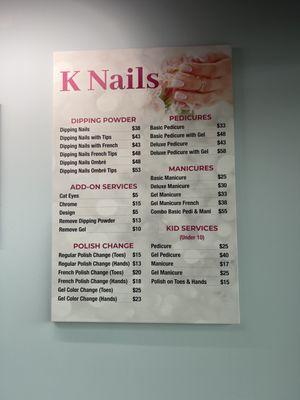 K Nails
DIPPING POWDER
Dipping Nails $38
Dipping Nails with Tips $43
Dipping Nails with French $43
Dipping Nails French Tips $48
Dipping Nails Ombré $48
Dipping Nails Ombré Tips $53
ADD-ON SERVICES
Cat Eyes $5
Chrome $15
Design $5
Remove Dipping Powder $13
Remove Gel $10
POLISH CHANGE
Regular Polish Change (Toes) $15
Regular Polish Change (Hands) $13
French Polish Change (Toes) $20
French Polish Change (Hands) $18
Gel Color Change (Toes) $25
Gel Color Change (Hands) $23
PEDICURES
Basic Pedicure $33
Basic Pedicure with Gel $48
Deluxe Pedicure $43
Deluxe Pedicure with Gel $58
MANICURES
Basic Manicure $25
Deluxe Manicure $30
Gel Manicure $33
Gel Manicure French $38
Combo Basic Pedi & Mani $55
KID SERVICES
(Under 10)
Pedicure $25
Gel Pedicure $40
Manicure $17
Gel Manicure $25
Polish on Toes & Hands $15